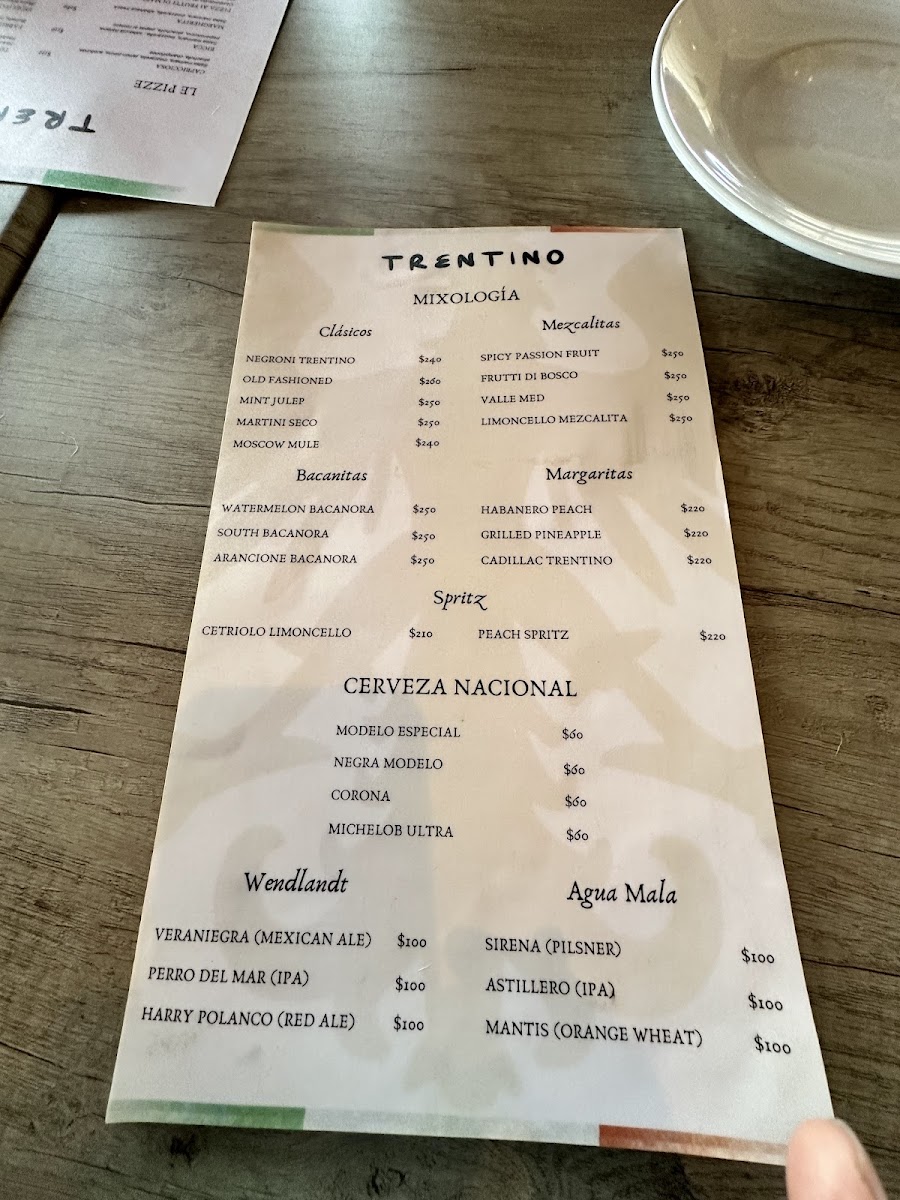 LE PIZZE
CAPRICCIOSA
RICCA
MARGHERITA
TRENTINO
MIXOLOGÍA
Clásicos
NEGRONI TRENTINO $240
OLD FASHIONED $260
MINT JULEP $250
MARTINI SECO $250
MOSCOW MULE $240
Mezcalitas
SPICY PASSION FRUIT $250
FRUTTI DI BOSCO $250
VALLE MED $250
LIMONCELLO MEZCALITA $250
Bacanitas
WATERMELON BACANORA $250
SOUTH BACANORA $250
ARANCIONE BACANORA $250
Margaritas
HABANERO PEACH $220
GRILLED PINEAPPLE $220
CADILLAC TRENTINO $220
Spritz
CETRIOLO LIMONCELLO $210
PEACH SPRITZ $220
CERVEZA NACIONAL
MODELO ESPECIAL $60
NEGRA MODELO $60
CORONA $60
MICHELOB ULTRA $60
Wendlandt
VERANIEGRA (MEXICAN ALE) $100
PERRO DEL MAR (IPA) $100
HARRY POLANCO (RED ALE) $100
Agua Mala
SIRENA (PILSNER) $100
ASTILLERO (IPA) $100
MANTIS (ORANGE WHEAT) $100